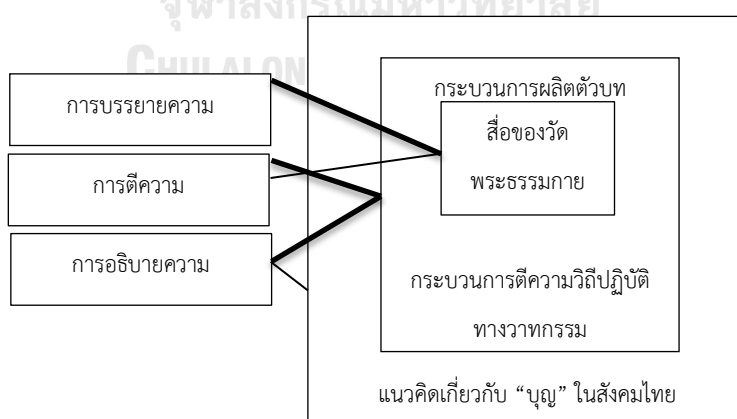 จุฬาลงกรณ์มหาวิทยาลัย
CHULALON
การบรรยายความ
การตีความ
การอธิบายความ
กระบวนการผลิตตัวบท
สื่อของวัด
พระธรรมกาย
กระบวนการตีความวิถีปฏิบัติ
ทางวาทกรรม
แนวคิดเกี่ยวกับ “บุญ” ในสังคมไทย